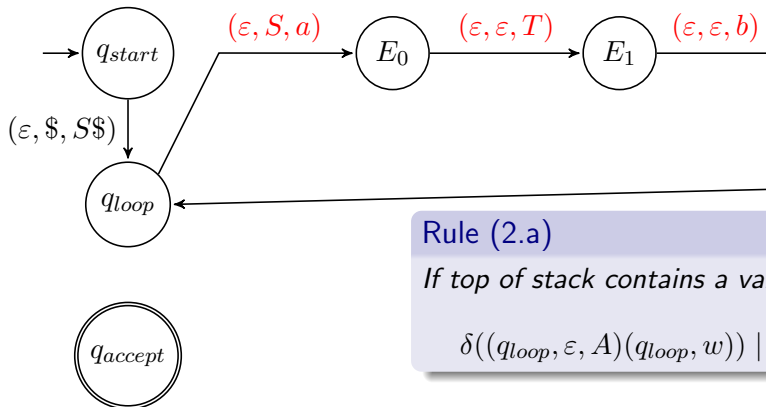 (ε, S, a) (ε, ε, T) (ε, ε, b)
q_start E_0 E_1
(ε, $, S$)
q_loop
Rule (2.a)
If top of stack contains a va
q_accept
δ((q_loop, ε, A)(q_loop, w)) |